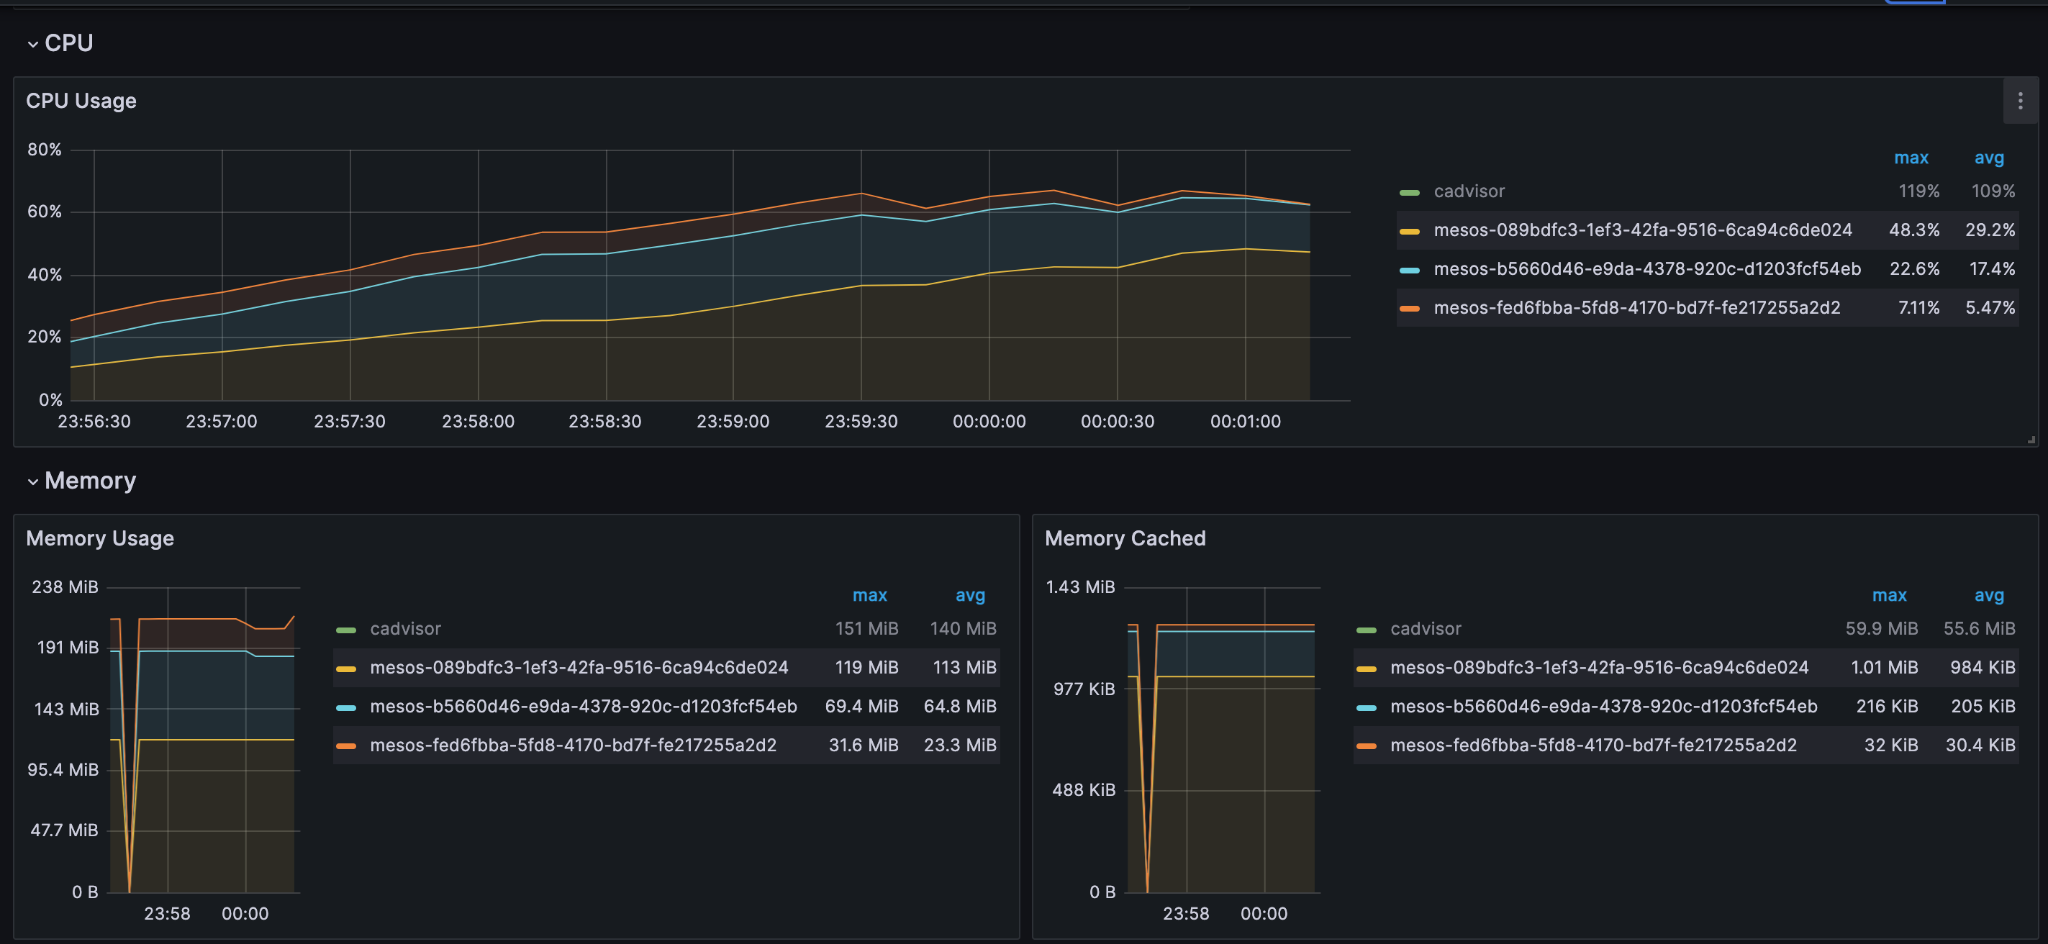 CPU
CPU Usage
80%
60%
40%
20%
0%
23:56:30 23:57:00 23:57:30 23:58:00 23:58:30 23:59:00 23:59:30 00:00:00 00:00:30 00:01:00
max avg
cadvisor 119% 109%
mesos-089bdfc3-1ef3-42fa-9516-6ca94c6de024 48.3% 29.2%
mesos-b5660d46-e9da-4378-920c-d1203fcf54eb 22.6% 17.4%
mesos-fed6fbba-5fd8-4170-bd7f-fe217255a2d2 7.11% 5.47%
Memory
Memory Usage
238 MiB
191 MiB
143 MiB
95.4 MiB
47.7 MiB
0 B
23:58 00:00
max avg
cadvisor 151 MiB 140 MiB
mesos-089bdfc3-1ef3-42fa-9516-6ca94c6de024 119 MiB 113 MiB
mesos-b5660d46-e9da-4378-920c-d1203fcf54eb 69.4 MiB 64.8 MiB
mesos-fed6fbba-5fd8-4170-bd7f-fe217255a2d2 31.6 MiB 23.3 MiB
Memory Cached
1.43 MiB
977 KiB
488 KiB
0 B
23:58 00:00
max avg
cadvisor 59.9 MiB 55.6 MiB
mesos-089bdfc3-1ef3-42fa-9516-6ca94c6de024 1.01 MiB 984 KiB
mesos-b5660d46-e9da-4378-920c-d1203fcf54eb 216 KiB 205 KiB
mesos-fed6fbba-5fd8-4170-bd7f-fe217255a2d2 32 KiB 30.4 KiB